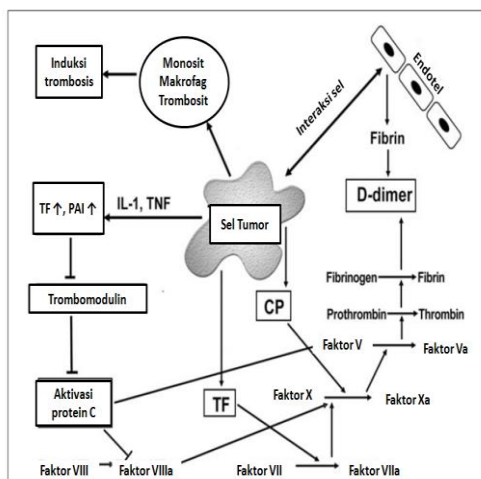 Induksi
trombosis
Monosit
Makrofag
Trombosit
Interaksi sel
Endotel
Fibrin
D-dimer
TF ↑, PAI ↑
IL-1, TNF
Sel Tumor
Trombomodulin
CP
Fibrinogen
Fibrin
Prothrombin
Thrombin
Faktor V
Faktor Va
Aktivasi
protein C
TF
Faktor X
Faktor Xa
Faktor VIII
Faktor VIIIa
Faktor VII
Faktor VIIa